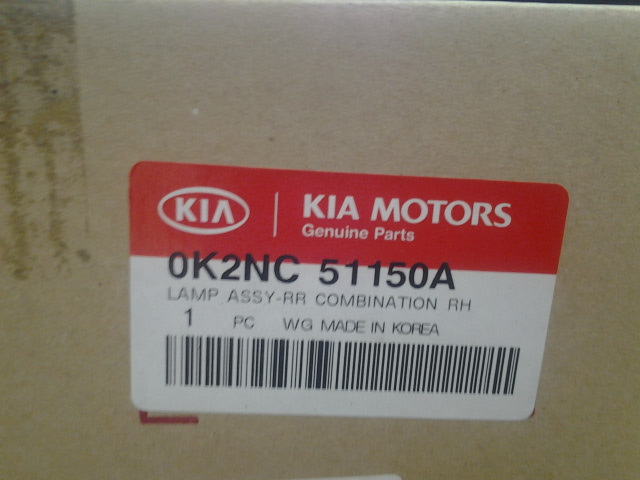 KIA
KIA MOTORS
Genuine Parts
0K2NC 51150A
LAMP ASSY-RR COMBINATION RH
1 PC WG MADE IN KOREA